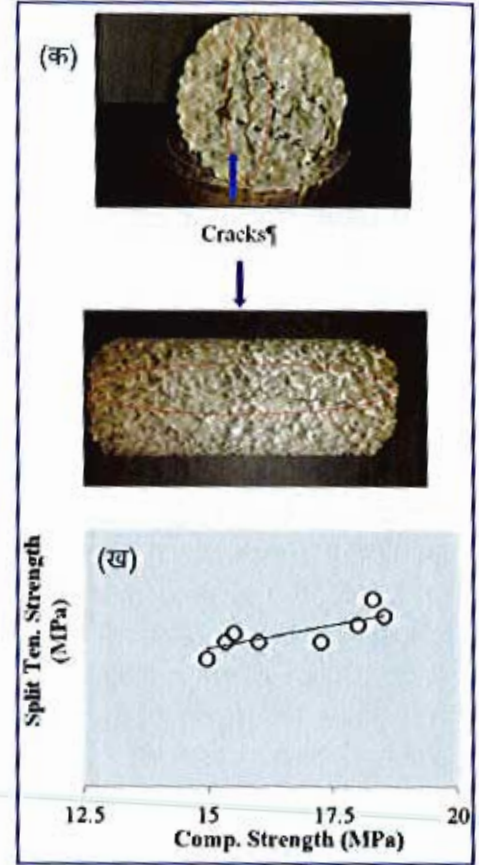 (क)
Cracks¶
(ख)
Split Ten. Strength
(MPa)
12.5 15 17.5 20
Comp. Strength (MPa)